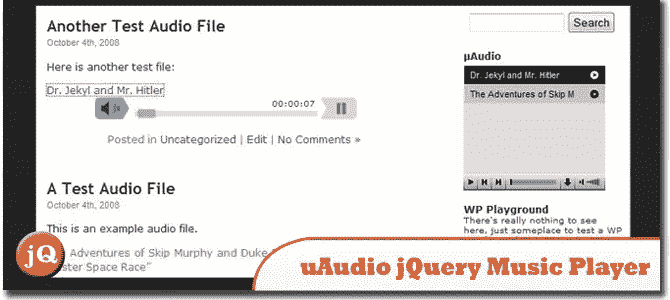 Another Test Audio File
October 4th, 2008
Here is another test file:
Dr. Jekyl and Mr. Hitler
00:00:07
Posted in Uncategorized | Edit | No Comments »
A Test Audio File
October 4th, 2008
This is an example audio file.
Adventures of Skip Murphy and Duke
ster Space Race”
Search
µAudio
Dr. Jekyl and Mr. Hitler
The Adventures of Skip M
WP Playground
There's really nothing to see
here, just someplace to test a WP
jQ
uAudio jQuery Music Player